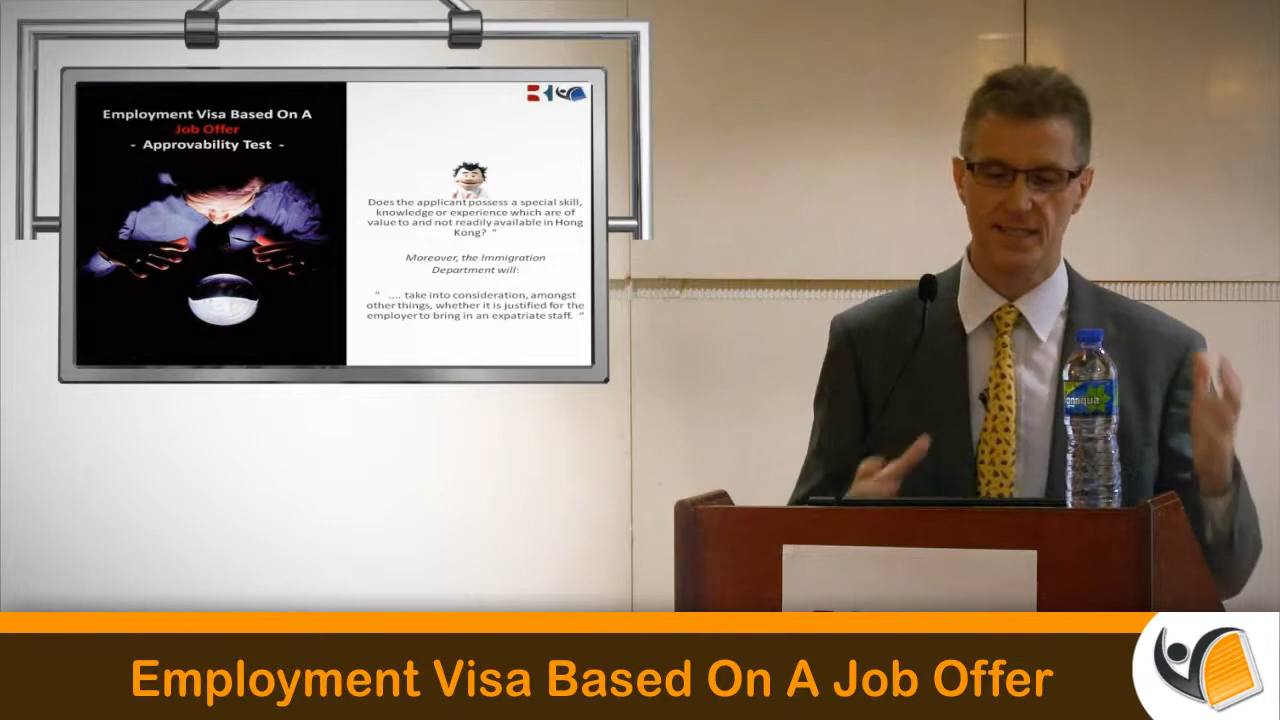 Employment Visa Based On A
Job Offer
- Approvability Test -
Does the applicant possess a special skill,
knowledge or experience which are of
value to and not readily available in Hong
Kong? "
Moreover, the Immigration
Department will:
" .... take into consideration, amongst
other things, whether it is justified for the
employer to bring in an expatriate staff. "
bonaqua
Employment Visa Based On A Job Offer